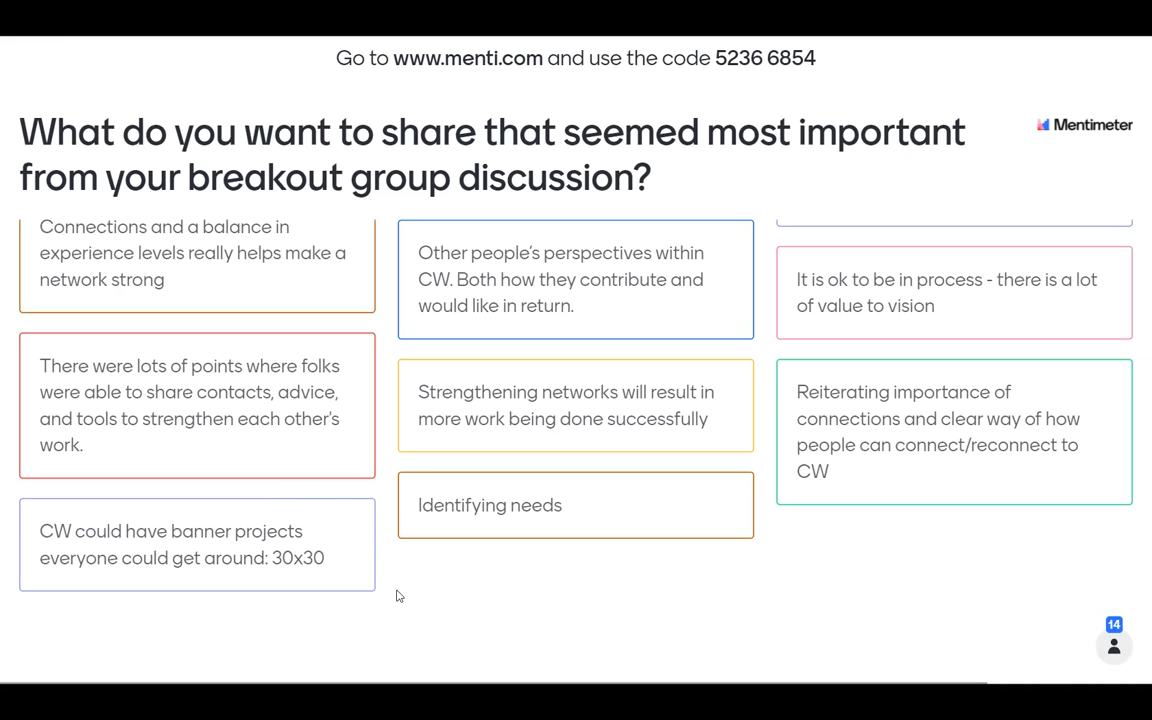 Go to www.menti.com and use the code 5236 6854
What do you want to share that seemed most important
from your breakout group discussion?
Mentimeter
Connections and a balance in
experience levels really helps make a
network strong
There were lots of points where folks
were able to share contacts, advice,
and tools to strengthen each other's
work.
CW could have banner projects
everyone could get around: 30x30
Other people's perspectives within
CW. Both how they contribute and
would like in return.
Strengthening networks will result in
more work being done successfully
Identifying needs
It is ok to be in process - there is a lot
of value to vision
Reiterating importance of
connections and clear way of how
people can connect/reconnect to
CW
14